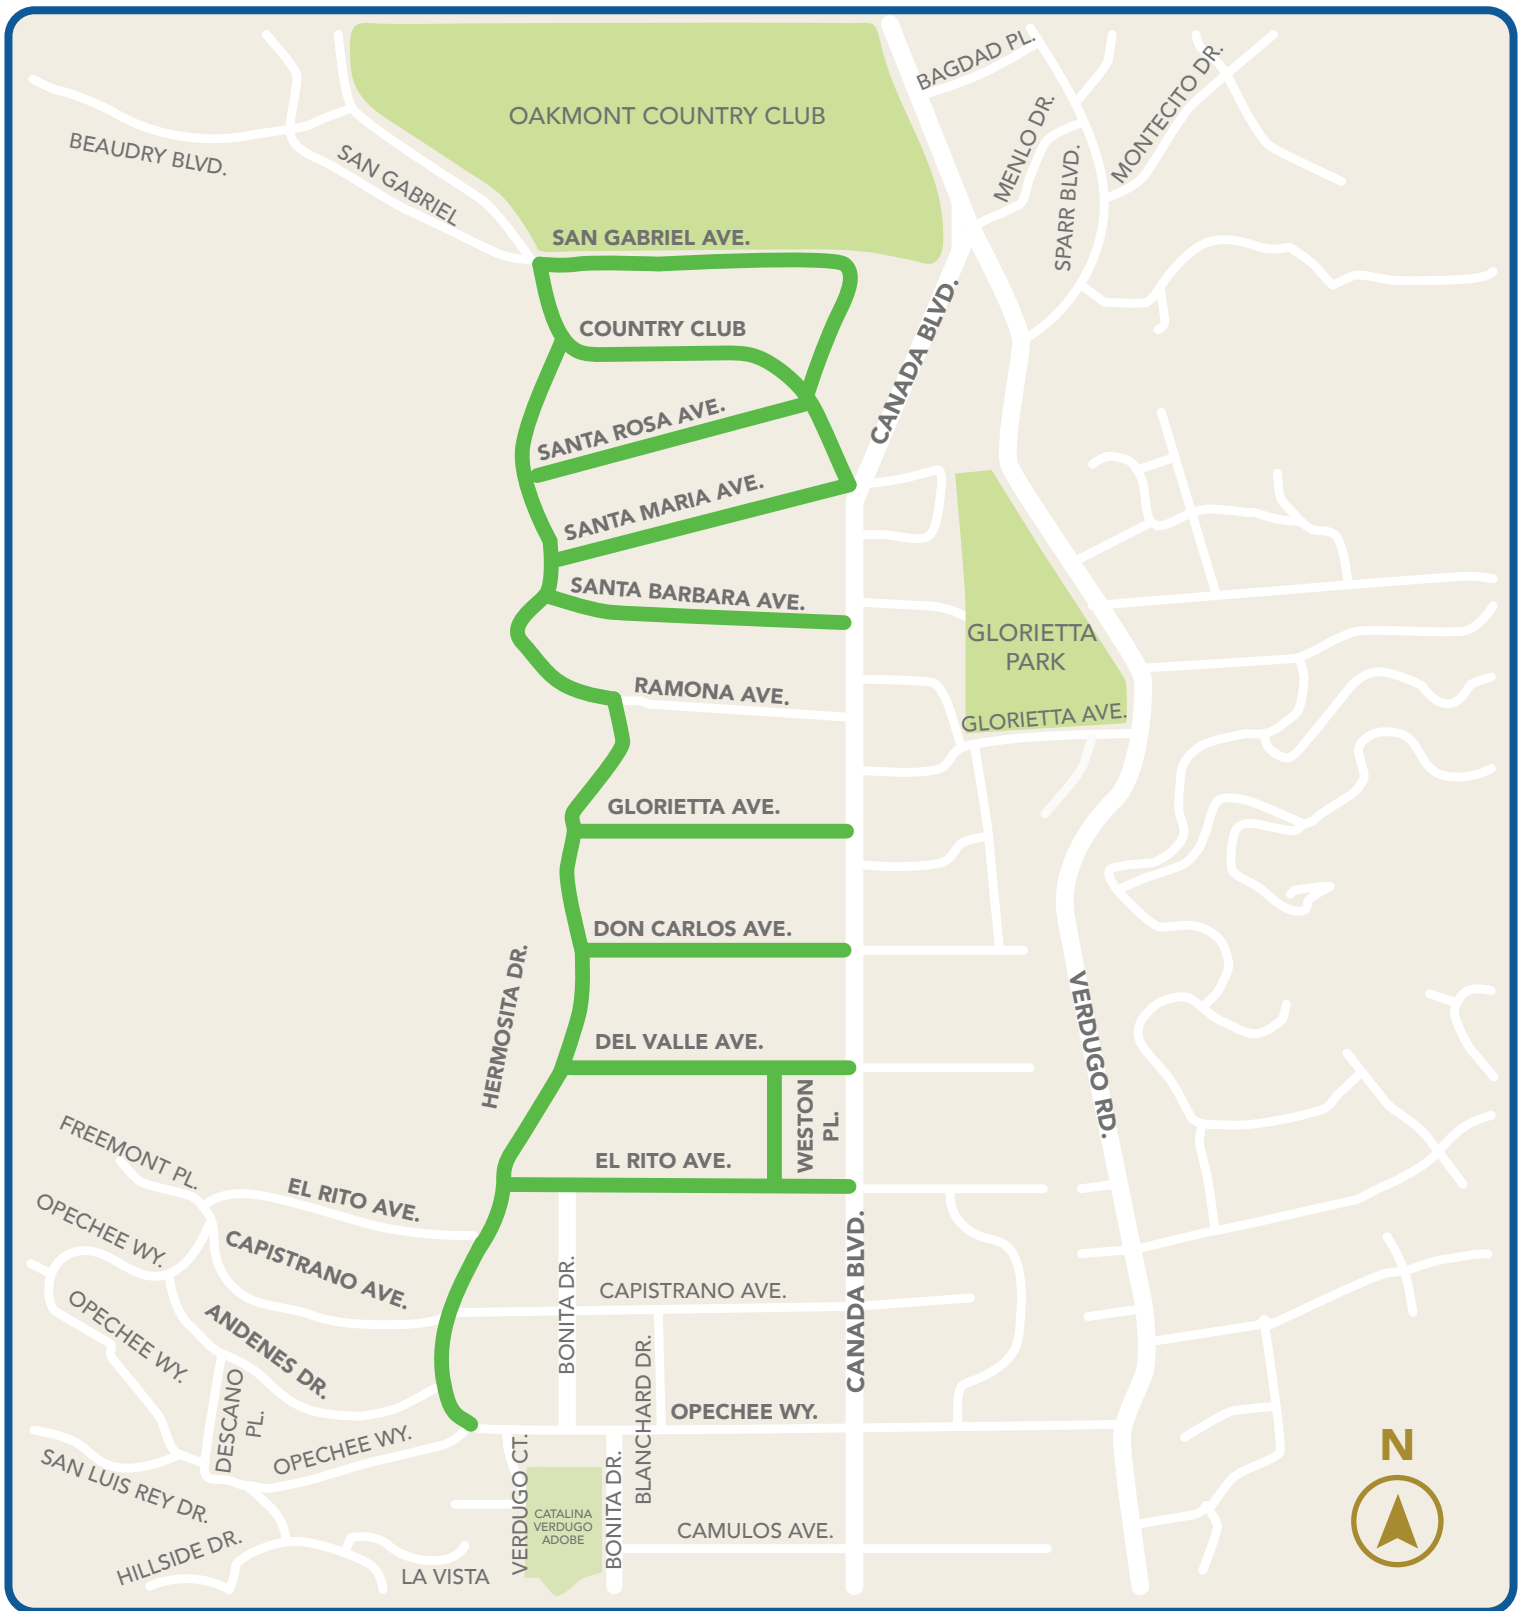 BAGDAD PL.
OAKMONT COUNTRY CLUB
MONTECITO DR.
MENLO DR.
BEAUDRY BLVD.
SAN GABRIEL
SPARR BLVD.
SAN GABRIEL AVE.
COUNTRY CLUB
CANADA BLVD.
SANTA ROSA AVE.
SANTA MARIA AVE.
SANTA BARBARA AVE.
GLORIETTA
PARK
RAMONA AVE.
GLORIETTA AVE.
GLORIETTA AVE.
DON CARLOS AVE.
HERMOSITA DR.
DEL VALLE AVE.
VERDUGO RD.
WESTON
PL.
FREEMONT PL.
EL RITO AVE.
EL RITO AVE.
OPECHEE WY.
CAPISTRANO AVE.
CAPISTRANO AVE.
CANADA BLVD.
BONITA DR.
OPECHEE WY.
ANDENES DR.
BLANCHARD DR.
DESCANO
PL.
OPECHEE WY.
OPECHEE WY.
N
SAN LUIS REY DR.
VERDUGO CT.
CATALINA
VERDUGO
ADOBE
BONITA DR.
CAMULOS AVE.
HILLSIDE DR.
LA VISTA